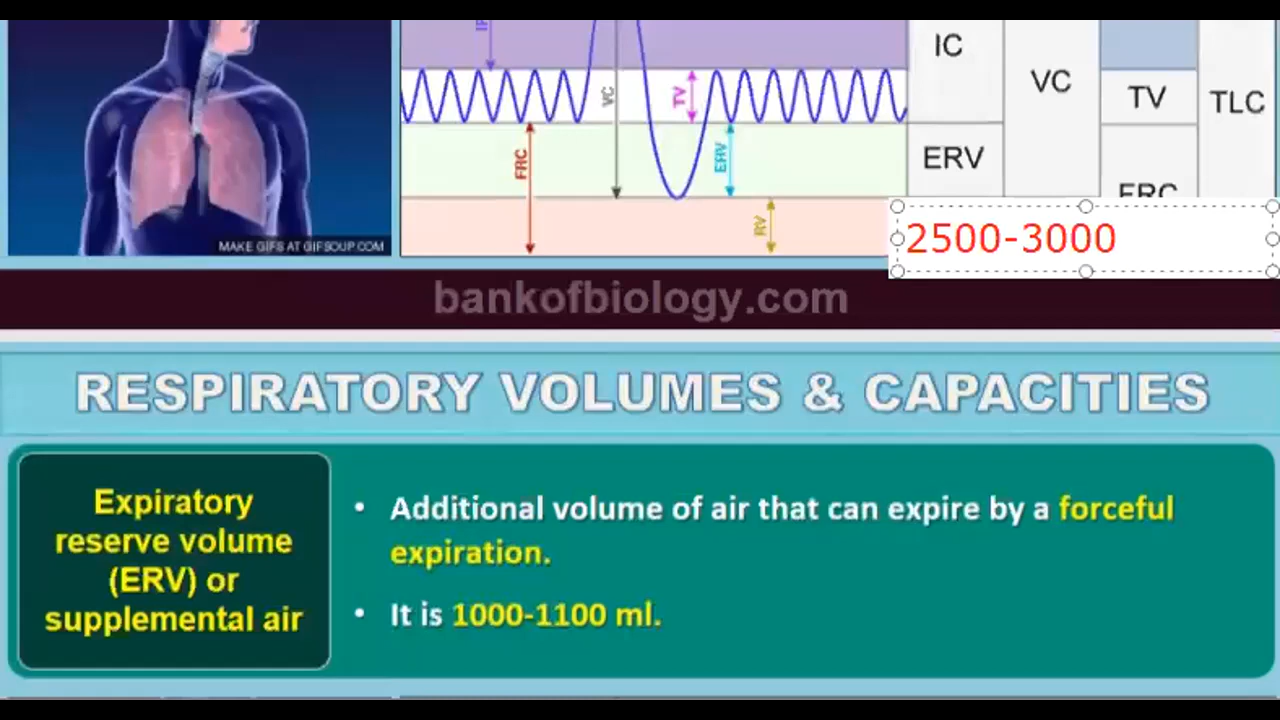 IC
VC
TV
TLC
VC
TV
FRC
ERV
ERV
RV
MAKE GIFS AT GIFSOUP.COM
2500-3000
bankofbiology.com
RESPIRATORY VOLUMES & CAPACITIES
Expiratory
reserve volume
(ERV) or
supplemental air
• Additional volume of air that can expire by a forceful
expiration.
• It is 1000-1100 ml.